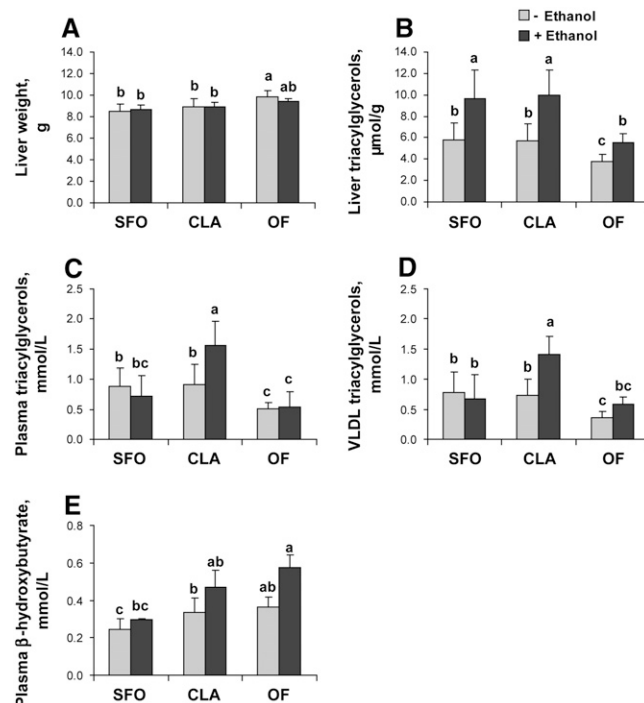 - Ethanol
+ Ethanol
A
Liver weight,
g
14.0
12.0
10.0
8.0
6.0
4.0
2.0
0.0
b b
b b
a ab
SFO CLA OF
B
Liver triacylglycerols,
μmol/g
14.0
12.0
10.0
8.0
6.0
4.0
2.0
0.0
b a
b a
c b
SFO CLA OF
C
Plasma triacylglycerols,
mmol/L
2.5
2.0
1.5
1.0
0.5
0.0
b bc
b a
c c
SFO CLA OF
D
VLDL triacylglycerols,
mmol/L
2.5
2.0
1.5
1.0
0.5
0.0
b b
b a
c bc
SFO CLA OF
E
Plasma β-hydroxybutyrate,
mmol/L
0.8
0.6
0.4
0.2
0.0
c bc
b ab
ab a
SFO CLA OF